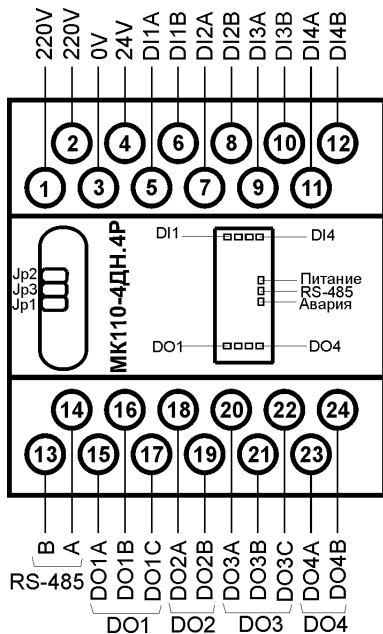 220V 220V 0V 24V DI1A DI1B DI2A DI2B DI3A DI3B DI4A DI4B
2 4 6 8 10 12
1 3 5 7 9 11
DI1 DI4
Jp2
Jp3
Jp1
МК110-4ДН.4Р
Питание
RS-485
Авария
DO1 DO4
14 16 18 20 22 24
13 15 17 19 21 23
B A DO1A DO1B DO1C DO2A DO2B DO3A DO3B DO3C DO4A DO4B
RS-485
DO1 DO2 DO3 DO4